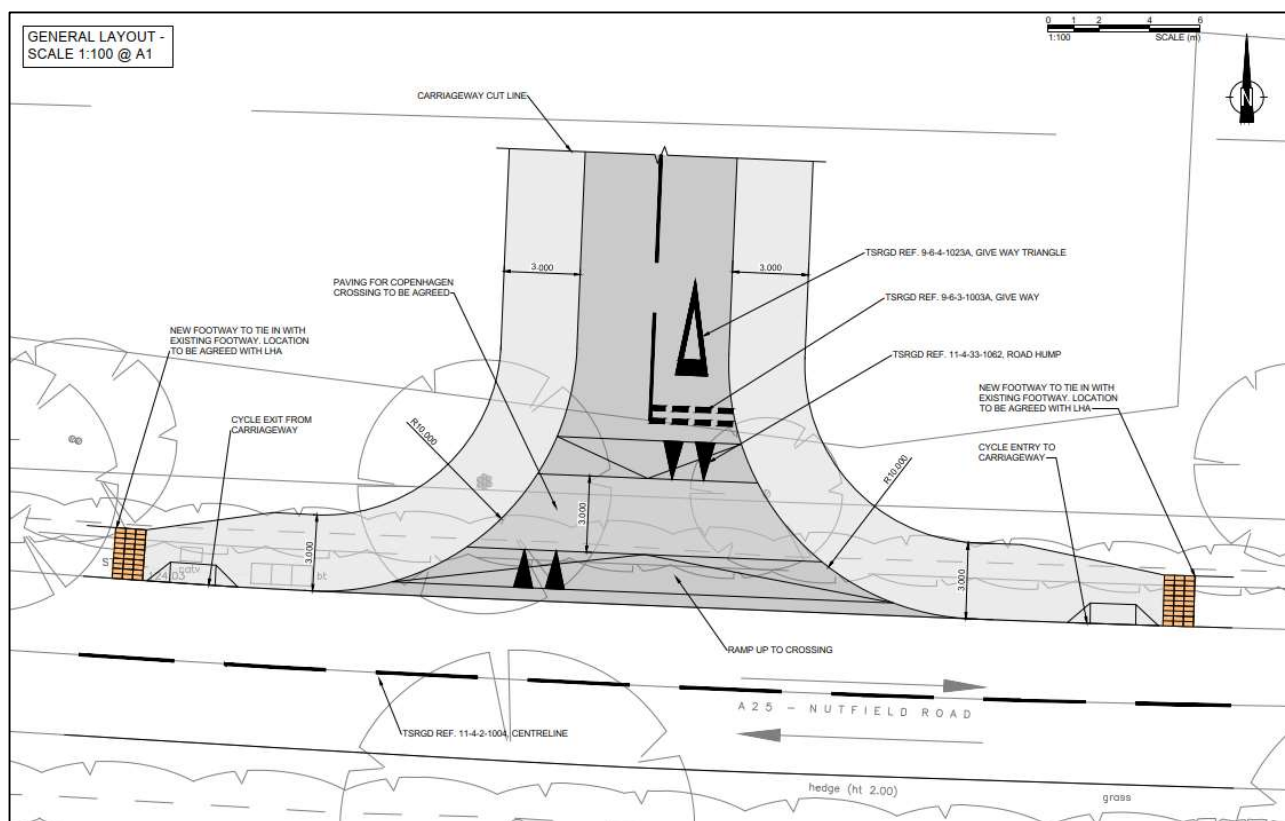 GENERAL LAYOUT -
SCALE 1:100 @ A1
0 1 2 4 6
1:100 SCALE (m)
N
CARRIAGEWAY CUT LINE
3.000
3.000
TSRGD REF. 9-6-4-1023A, GIVE WAY TRIANGLE
PAVING FOR COPENHAGEN
CROSSING TO BE AGREED
TSRGD REF. 9-6-3-1003A, GIVE WAY
NEW FOOTWAY TO TIE IN WITH
EXISTING FOOTWAY. LOCATION
TO BE AGREED WITH LHA
TSRGD REF. 11-4-33-1062, ROAD HUMP
NEW FOOTWAY TO TIE IN WITH
EXISTING FOOTWAY. LOCATION
TO BE AGREED WITH LHA
CYCLE EXIT FROM
CARRIAGEWAY
R10.000
CYCLE ENTRY TO
CARRIAGEWAY
R10.000
3.000
3.000
3.000
catv
bt
RAMP UP TO CROSSING
A25 - NUTFIELD ROAD
TSRGD REF. 11-4-2-1004, CENTRELINE
hedge (ht 2.00)
grass